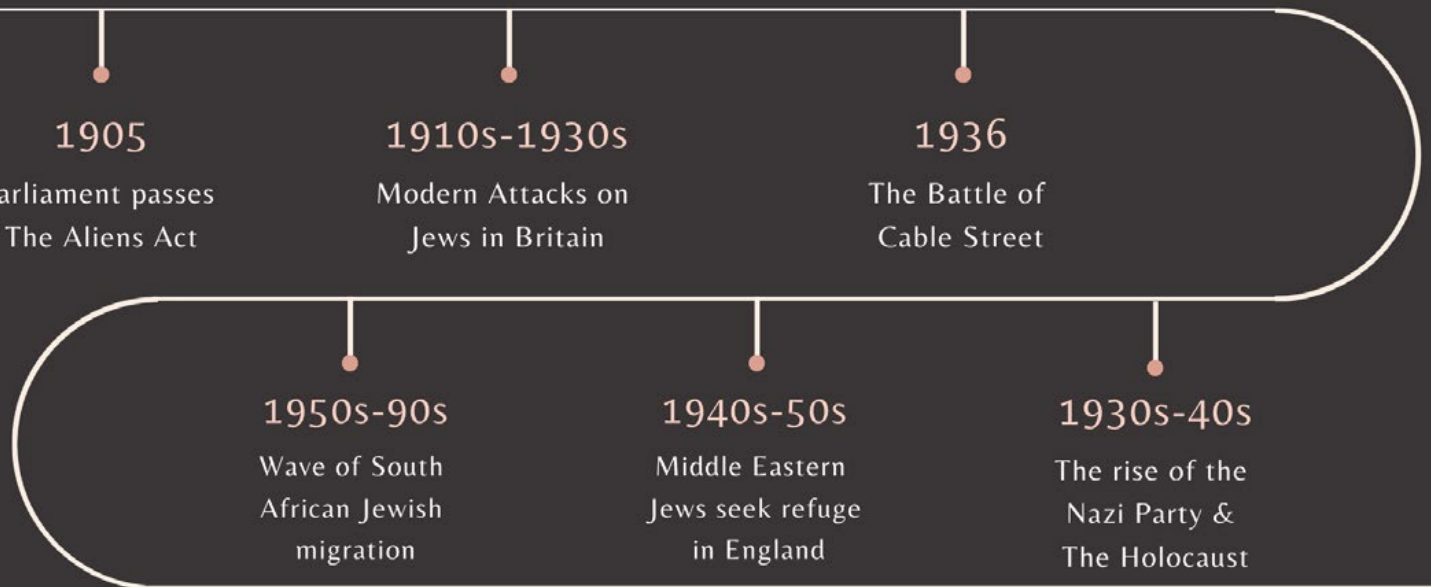 1905
arliament passes
The Aliens Act
1910s-1930s
Modern Attacks on
Jews in Britain
1936
The Battle of
Cable Street
1930s-40s
The rise of the
Nazi Party &
The Holocaust
1940s-50s
Middle Eastern
Jews seek refuge
in England
1950s-90s
Wave of South
African Jewish
migration